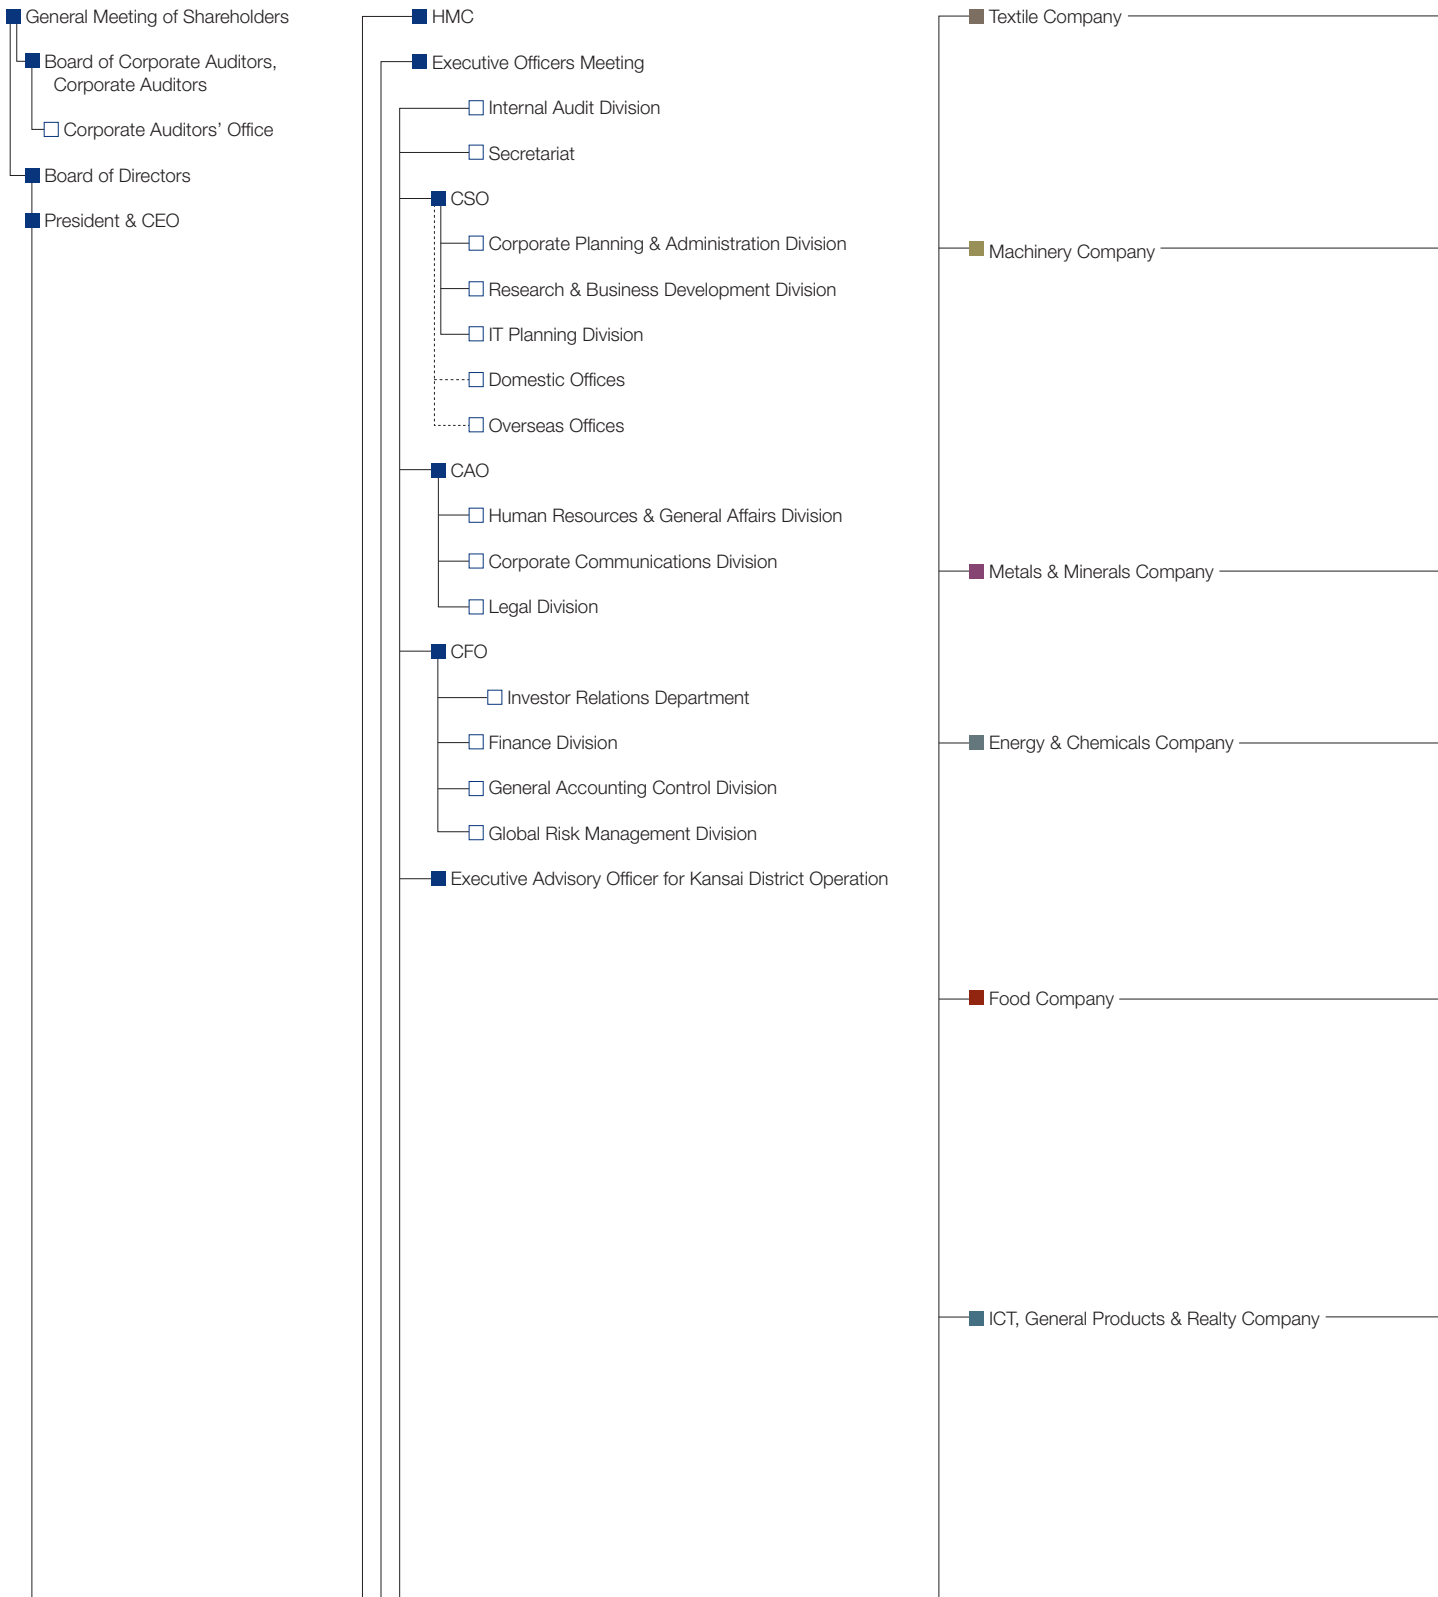 General Meeting of Shareholders
Board of Corporate Auditors,
Corporate Auditors
Corporate Auditors’ Office
Board of Directors
President & CEO
HMC
Executive Officers Meeting
Internal Audit Division
Secretariat
CSO
Corporate Planning & Administration Division
Research & Business Development Division
IT Planning Division
Domestic Offices
Overseas Offices
CAO
Human Resources & General Affairs Division
Corporate Communications Division
Legal Division
CFO
Investor Relations Department
Finance Division
General Accounting Control Division
Global Risk Management Division
Executive Advisory Officer for Kansai District Operation
Textile Company
Machinery Company
Metals & Minerals Company
Energy & Chemicals Company
Food Company
ICT, General Products & Realty Company